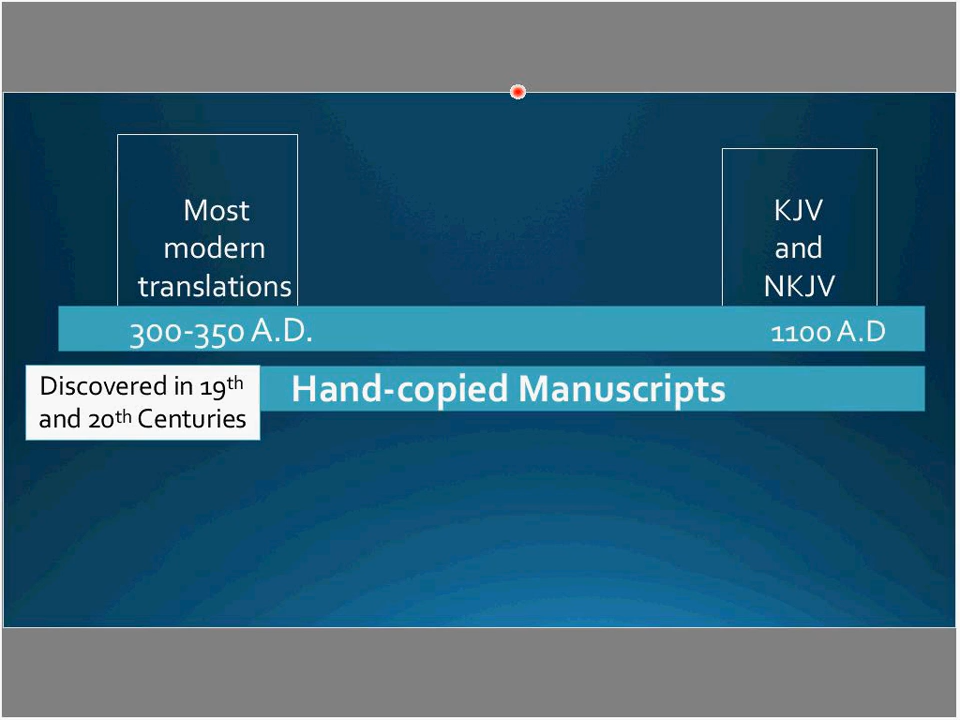 Most
modern
translations
KJV
and
NKJV
300-350 A.D.
1100 A.D
Discovered in 19th
and 20th Centuries
Hand-copied Manuscripts